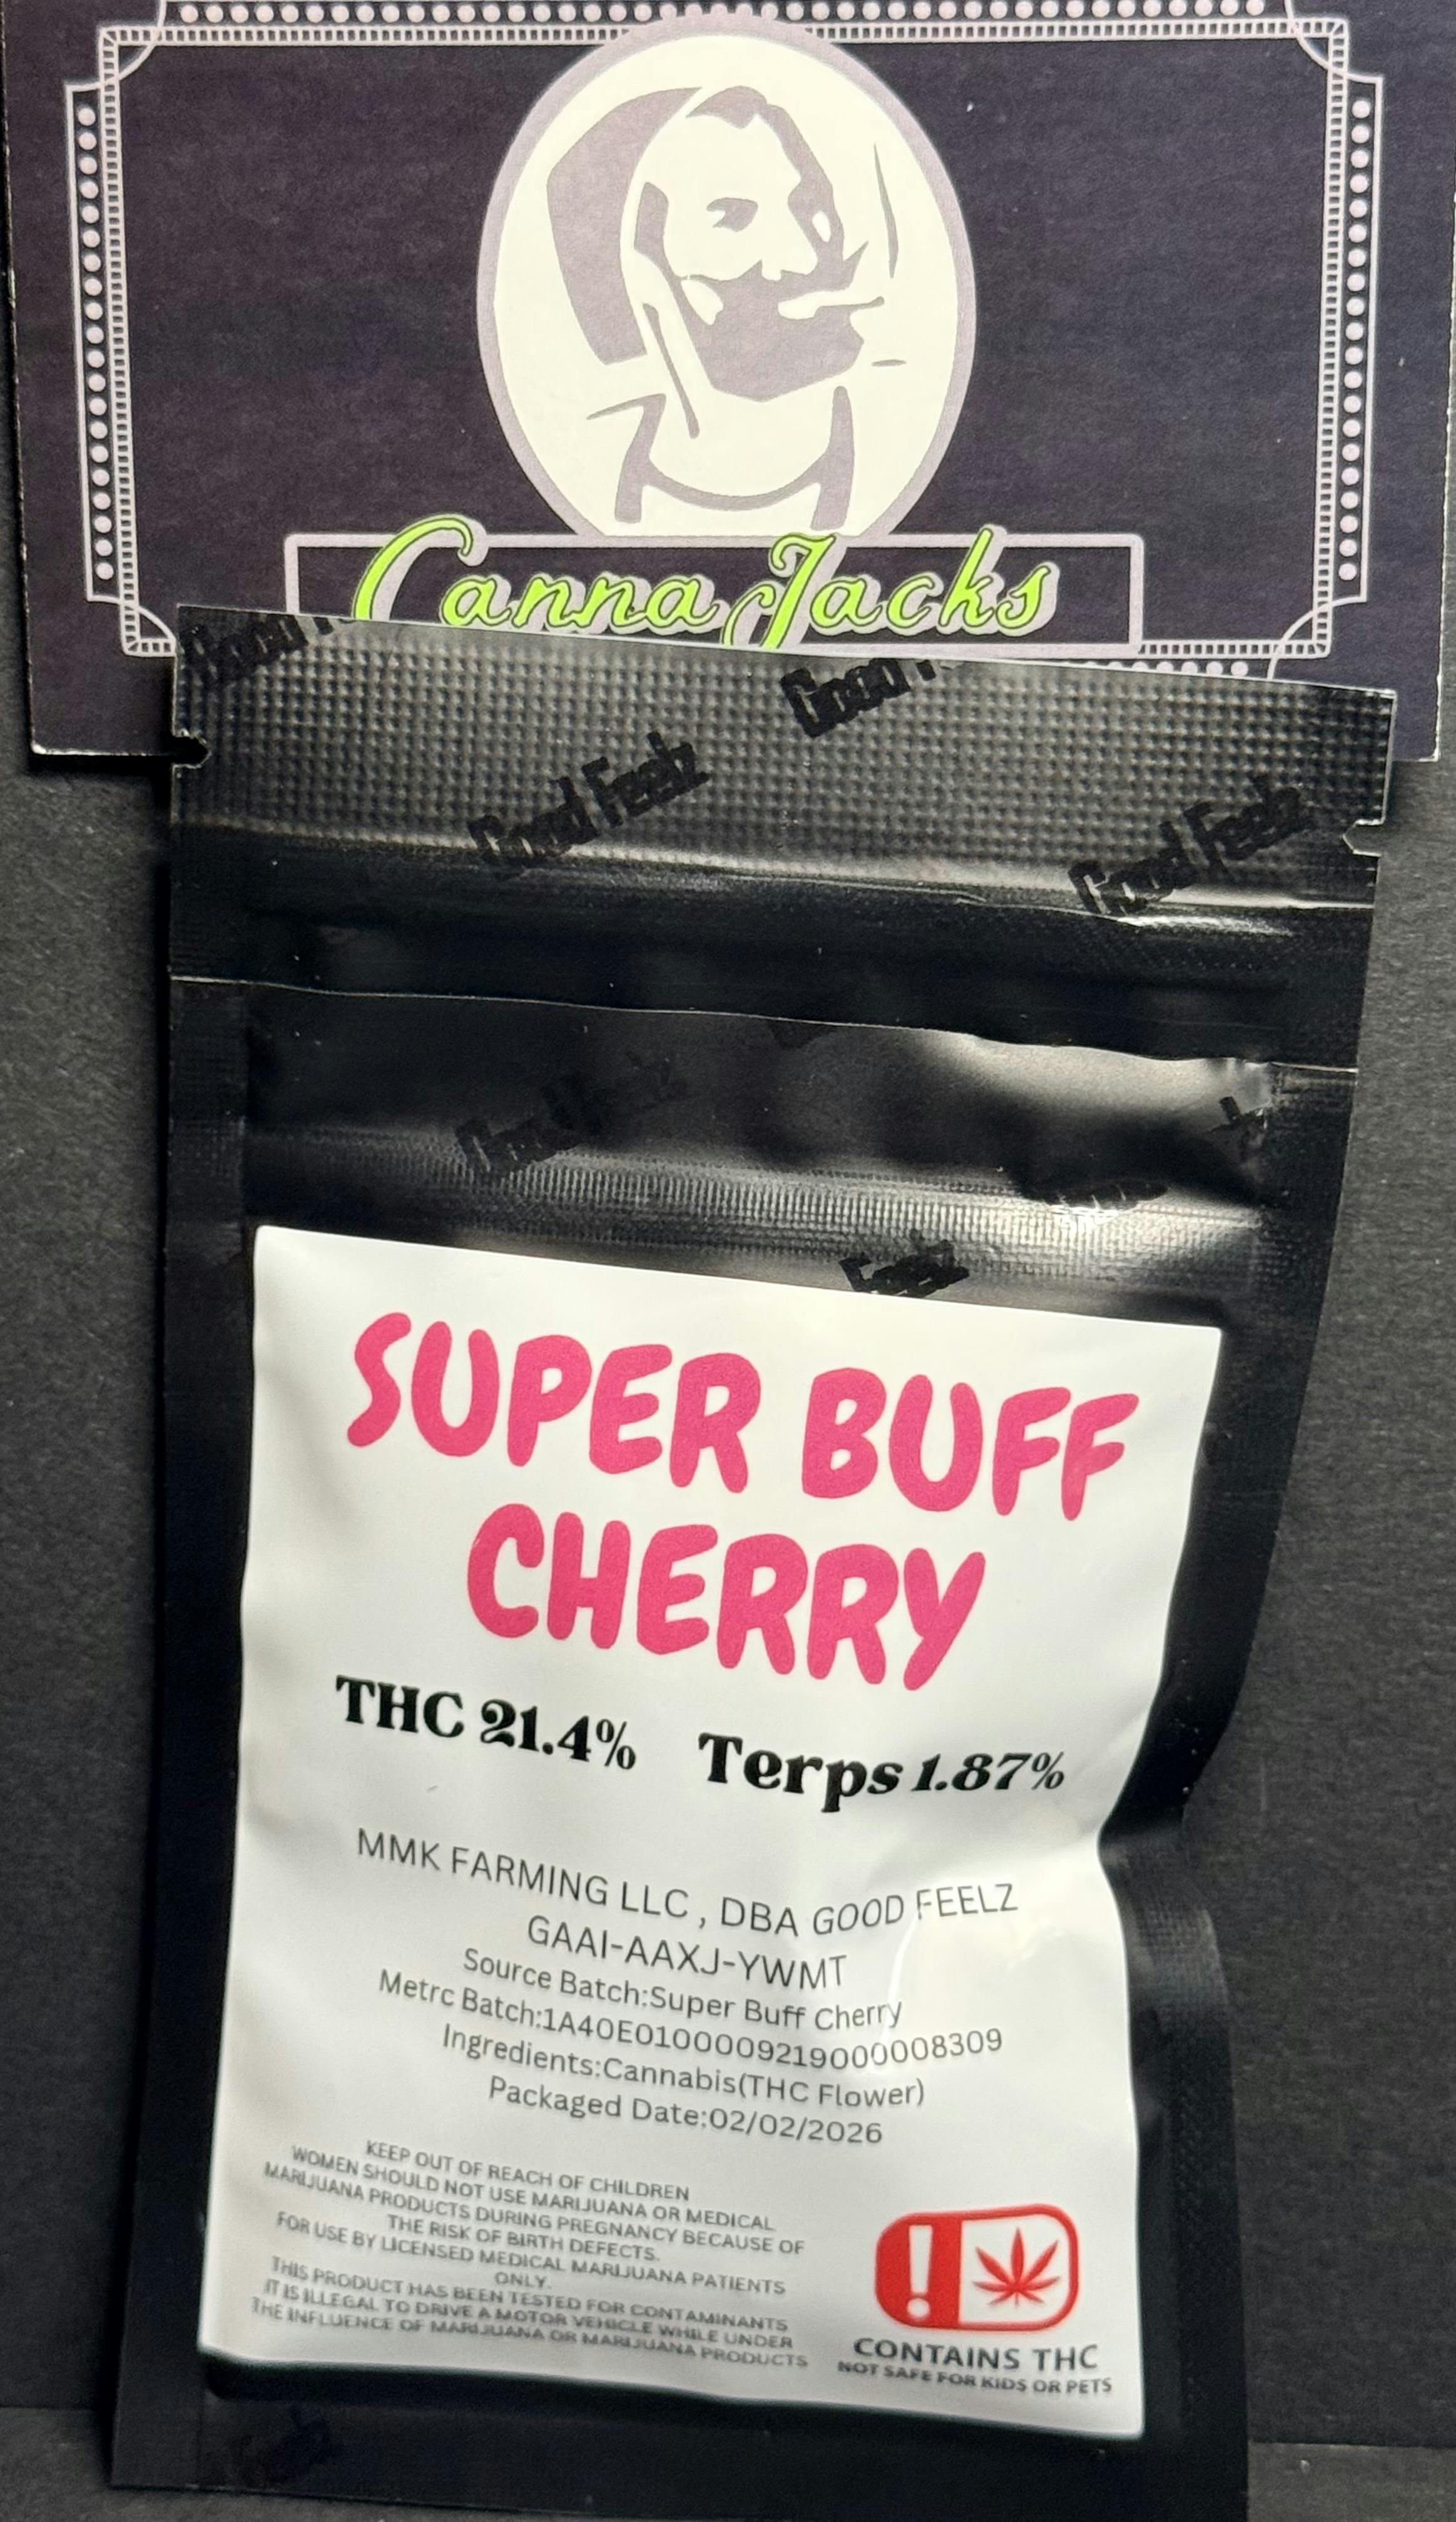 Canna Jacks
Good
Good Feelz
Good Feelz
Feelz
SUPER BUFF
CHERRY
THC 21.4% Terps 1.87%
MMK FARMING LLC , DBA GOOD FEELZ
GAAI-AAXJ-YWMT
Source Batch:Super Buff Cherry
Metrc Batch:1A40E0100009219000008309
Ingredients:Cannabis(THC Flower)
Packaged Date:02/02/2026
KEEP OUT OF REACH OF CHILDREN
WOMEN SHOULD NOT USE MARIJUANA OR MEDICAL
MARIJUANA PRODUCTS DURING PREGNANCY BECAUSE OF
THE RISK OF BIRTH DEFECTS.
FOR USE BY LICENSED MEDICAL MARIJUANA PATIENTS
ONLY.
THIS PRODUCT HAS BEEN TESTED FOR CONTAMINANTS
IT IS ILLEGAL TO DRIVE A MOTOR VEHICLE WHILE UNDER
THE INFLUENCE OF MARIJUANA OR MARIJUANA PRODUCTS
!
CONTAINS THC
NOT SAFE FOR KIDS OR PETS